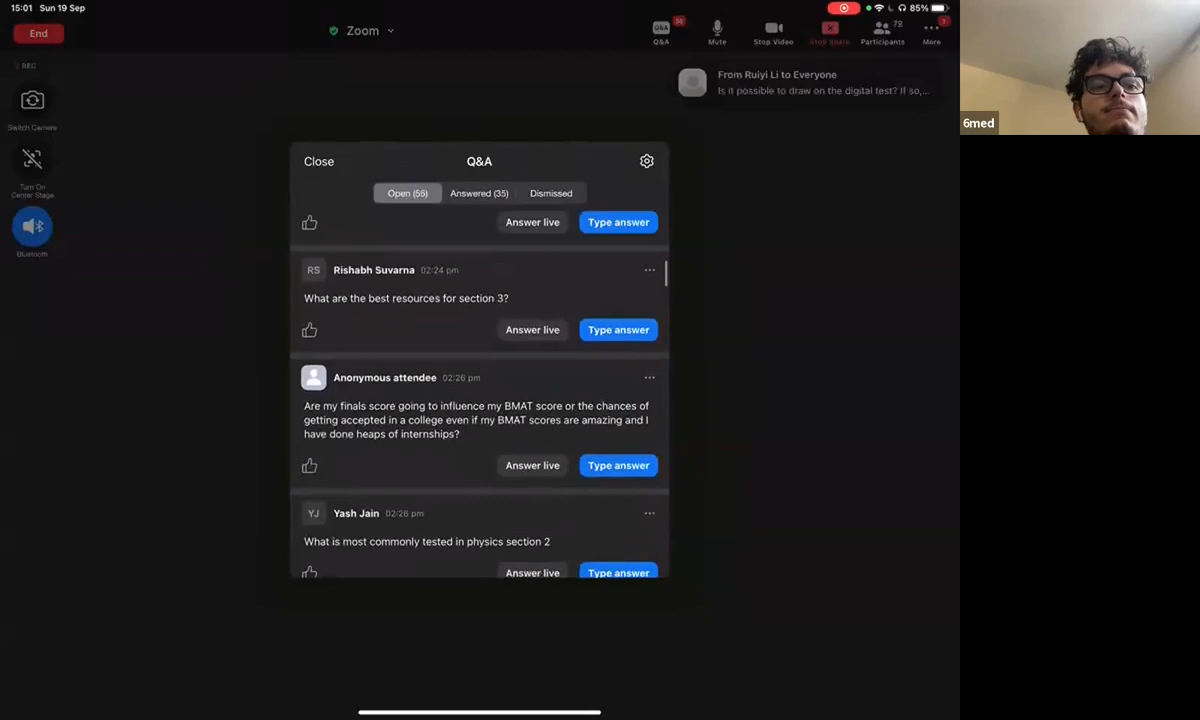 15:01 Sun 19 Sep
85%
End
Zoom
Q&A
Q&A
Mute
Stop Video
Stop Share
78
Participants
More
REC
Switch Camera
Turn On
Center Stage
Bluetooth
From Ruiyi Li to Everyone
Is it possible to draw on the digital test? If so,...
6med
Close
Q&A
Open (56)
Answered (35)
Dismissed
Answer live
Type answer
RS
Rishabh Suvarna 02:24 pm
What are the best resources for section 3?
Answer live
Type answer
Anonymous attendee 02:26 pm
Are my finals score going to influence my BMAT score or the chances of
getting accepted in a college even if my BMAT scores are amazing and I
have done heaps of internships?
Answer live
Type answer
YJ
Yash Jain 02:26 pm
What is most commonly tested in physics section 2
Answer live
Type answer